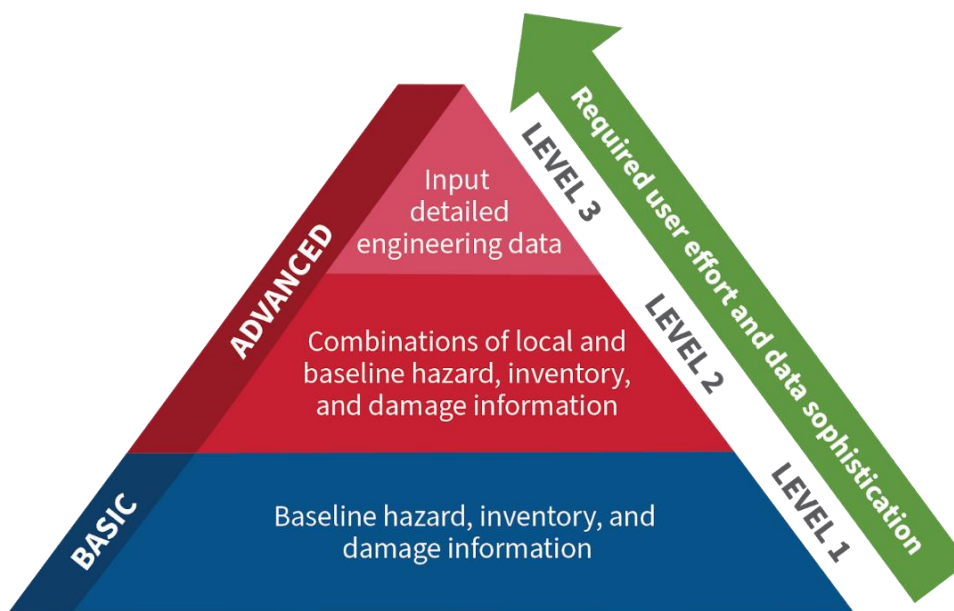 Required user effort and data sophistication
LEVEL 3
Input
detailed
engineering data
ADVANCED
LEVEL 2
Combinations of local and
baseline hazard, inventory,
and damage information
LEVEL 1
Baseline hazard, inventory, and
damage information
BASIC